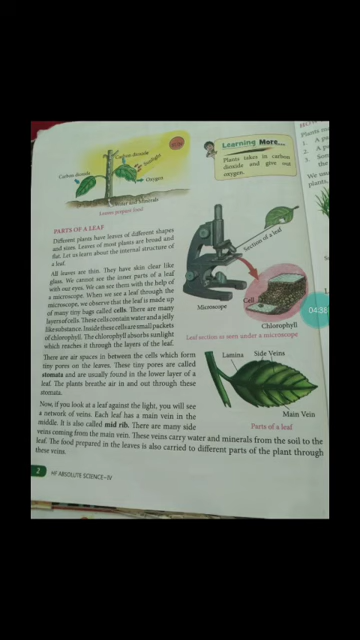 Carbon dioxide
Sunlight
Carbon dioxide
Oxygen
Water and Minerals
Leaves prepare food
Learning More...
Plants takes in carbon
dioxide and give out
oxygen.
PARTS OF A LEAF
Different plants have leaves of different shapes
and sizes. Leaves of most plants are broad and
flat. Let us learn about the internal structure of
a leaf.
All leaves are thin. They have skin clear like
glass. We cannot see the inner parts of a leaf
with our eyes. We can see them with the help of
a microscope. When we see a leaf through the
microscope, we observe that the leaf is made up
of many tiny bags called cells. There are many
layers of cells. These cells contain water and a jelly
like substance. Inside these cells are small packets
of chlorophyll. The chlorophyll absorbs sunlight
which reaches it through the layers of the leaf.
Section of a leaf
Microscope
Cell
Chlorophyll
Leaf section as seen under a microscope
04:36
There are air spaces in between the cells which form
tiny pores on the leaves. These tiny pores are called
stomata and are usually found in the lower layer of
a leaf. The plants breathe air in and out through these
stomata.
Lamina
Side Veins
Main Vein
Parts of a leaf
Now, if you look at a leaf against the light, you will see
a network of veins. Each leaf has a main vein in the
middle. It is also called mid rib. There are many side
veins coming from the main vein. These veins carry water and minerals from the soil to the
leaf. The food prepared in the leaves is also carried to different parts of the plant through
these veins.
2
HF ABSOLUTE SCIENCE-IV
Plants
1. A
2. A
3.
the
We
plants,